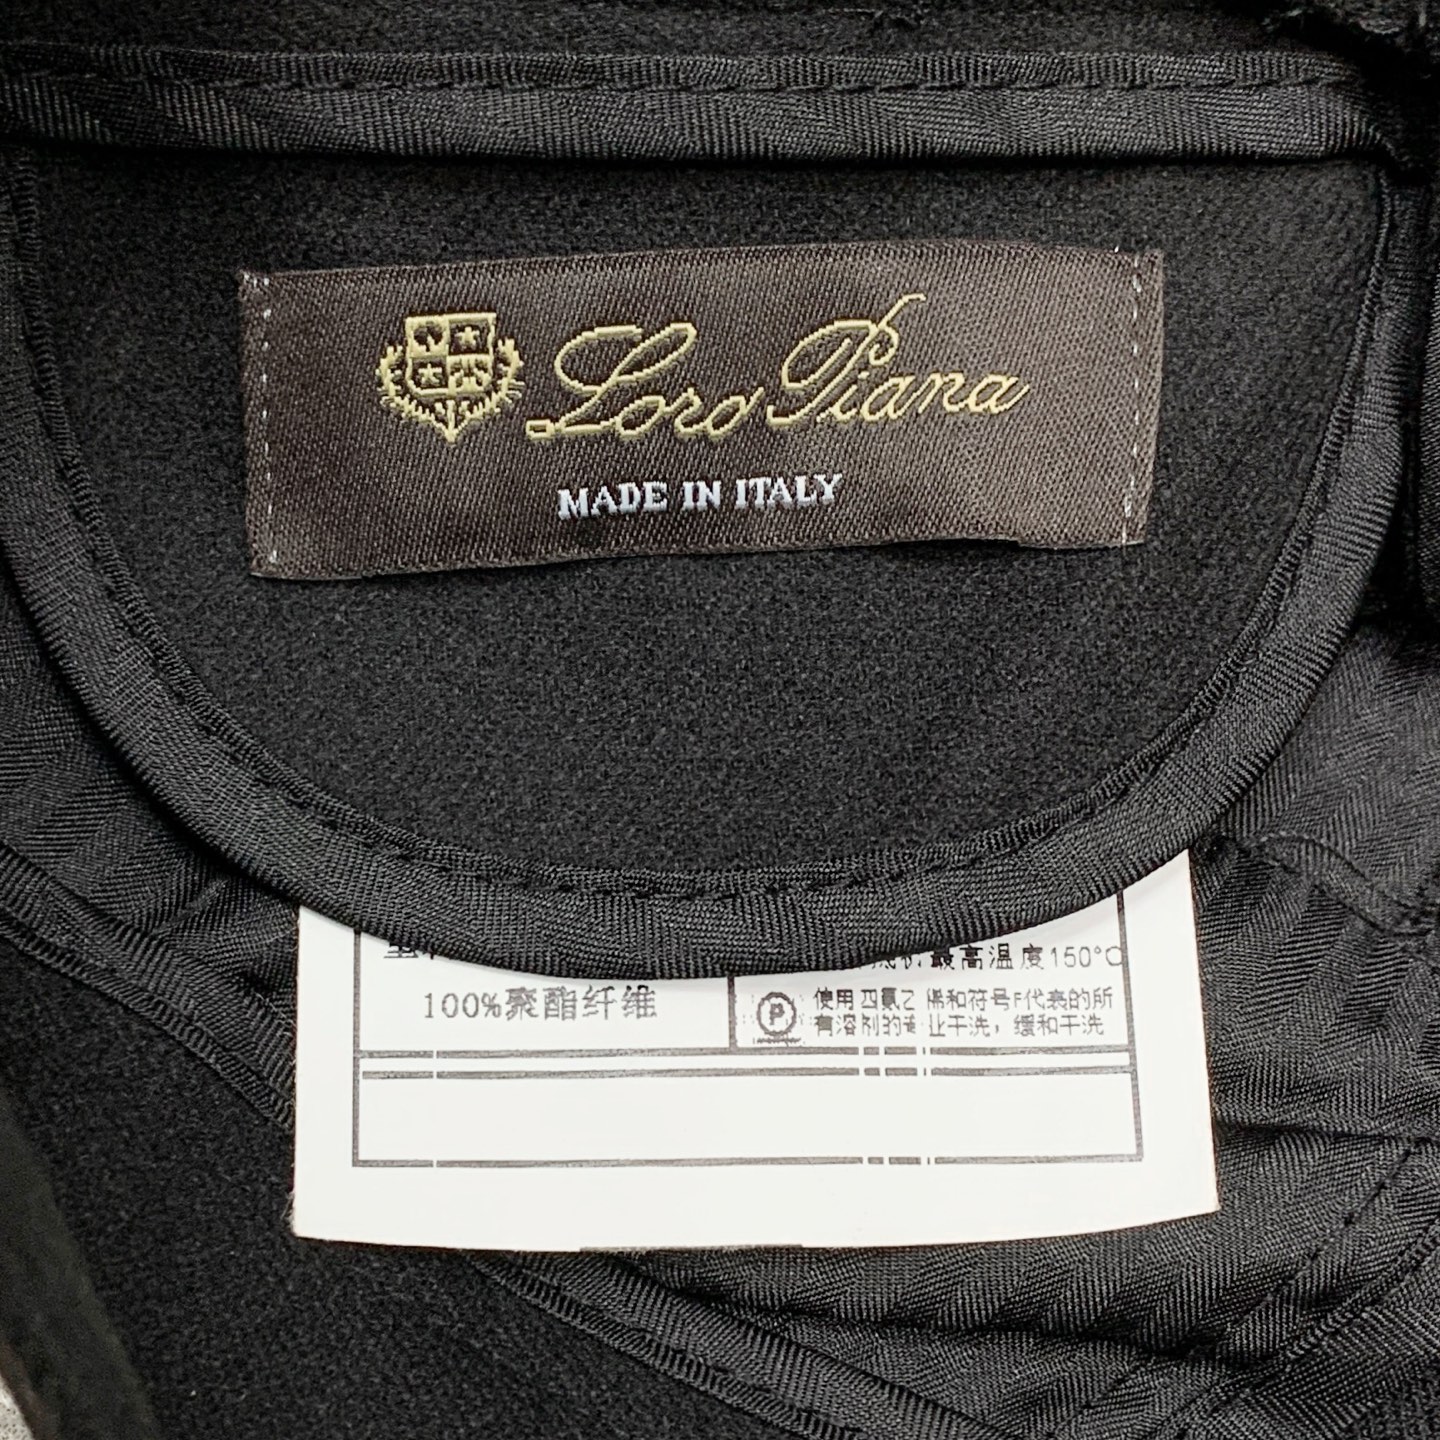 Loro Piana
MADE IN ITALY
最高温度150°C
100%聚酯纤维
P
使用四氯乙烯和符号F代表的所
有溶剂的专业干洗，缓和干洗